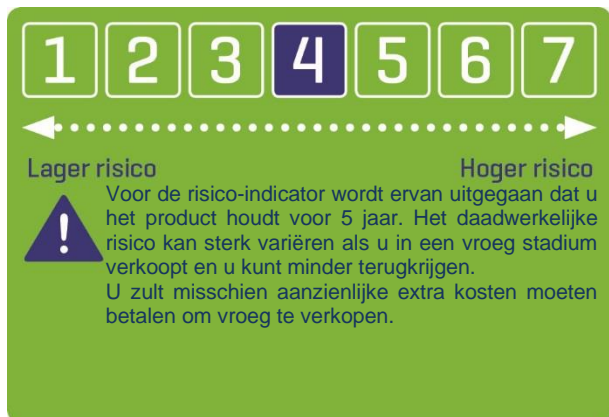 1 2 3 4 5 6 7
Lager risico Hoger risico
Voor de risico-indicator wordt ervan uitgegaan dat u
het product houdt voor 5 jaar. Het daadwerkelijke
risico kan sterk variëren als u in een vroeg stadium
verkoopt en u kunt minder terugkrijgen.
U zult misschien aanzienlijke extra kosten moeten
betalen om vroeg te verkopen.